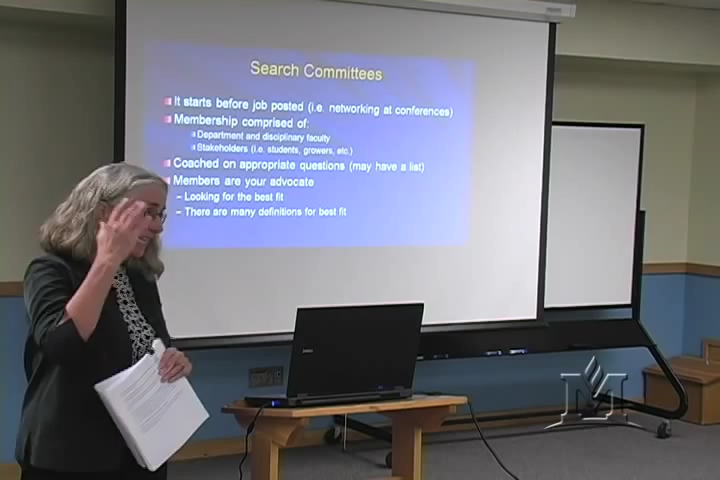 Search Committees
It starts before job posted (i.e. networking at conferences)
Membership comprised of:
Department and disciplinary faculty
Stakeholders (i.e. students, growers, etc.)
Coached on appropriate questions (may have a list)
Members are your advocate
– Looking for the best fit
– There are many definitions for best fit
DELL
M